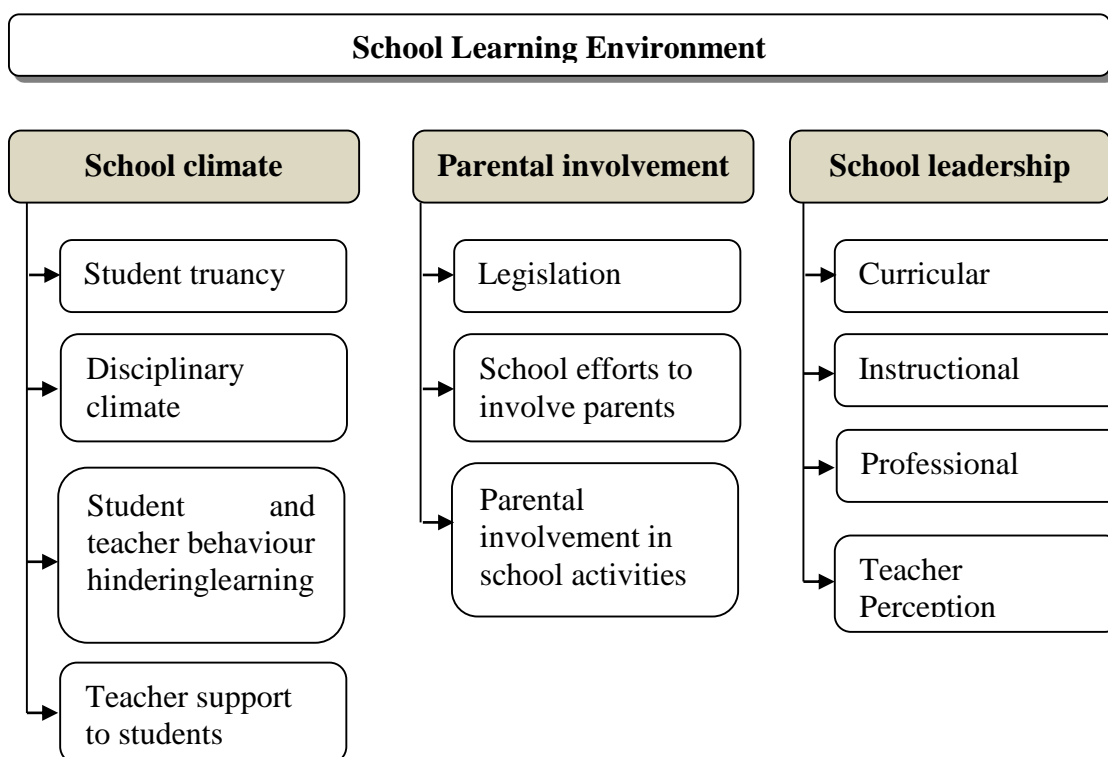 School Learning Environment
School climate
Student truancy
Disciplinary
climate
Student and
teacher behaviour
hinderinglearning
Teacher support
to students
Parental involvement
Legislation
School efforts to
involve parents
Parental
involvement in
school activities
School leadership
Curricular
Instructional
Professional
Teacher
Perception